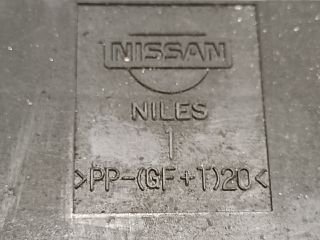 NISSAN
NILES
1
>PP-(GF+T)20<